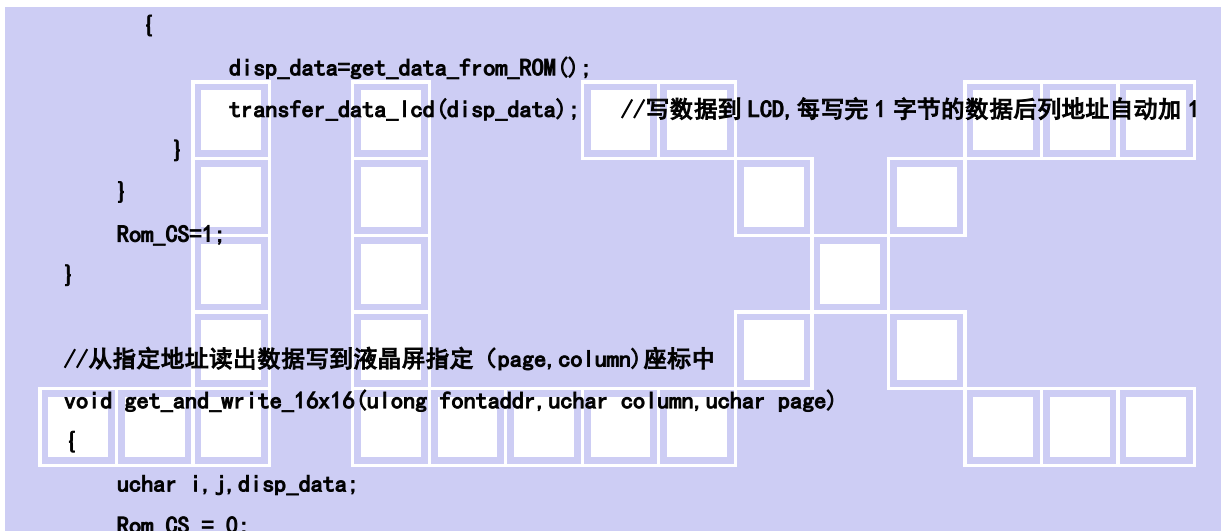 {
disp_data=get_data_from_ROM();
transfer_data_lcd(disp_data); //写数据到 LCD,每写完 1 字节的数据后列地址自动加 1
}
}
Rom_CS=1;
}
//从指定地址读出数据写到液晶屏指定（page,column)座标中
void get_and_write_16x16(ulong fontaddr,uchar column,uchar page)
{
uchar i,j,disp_data;
Rom_CS = 0;